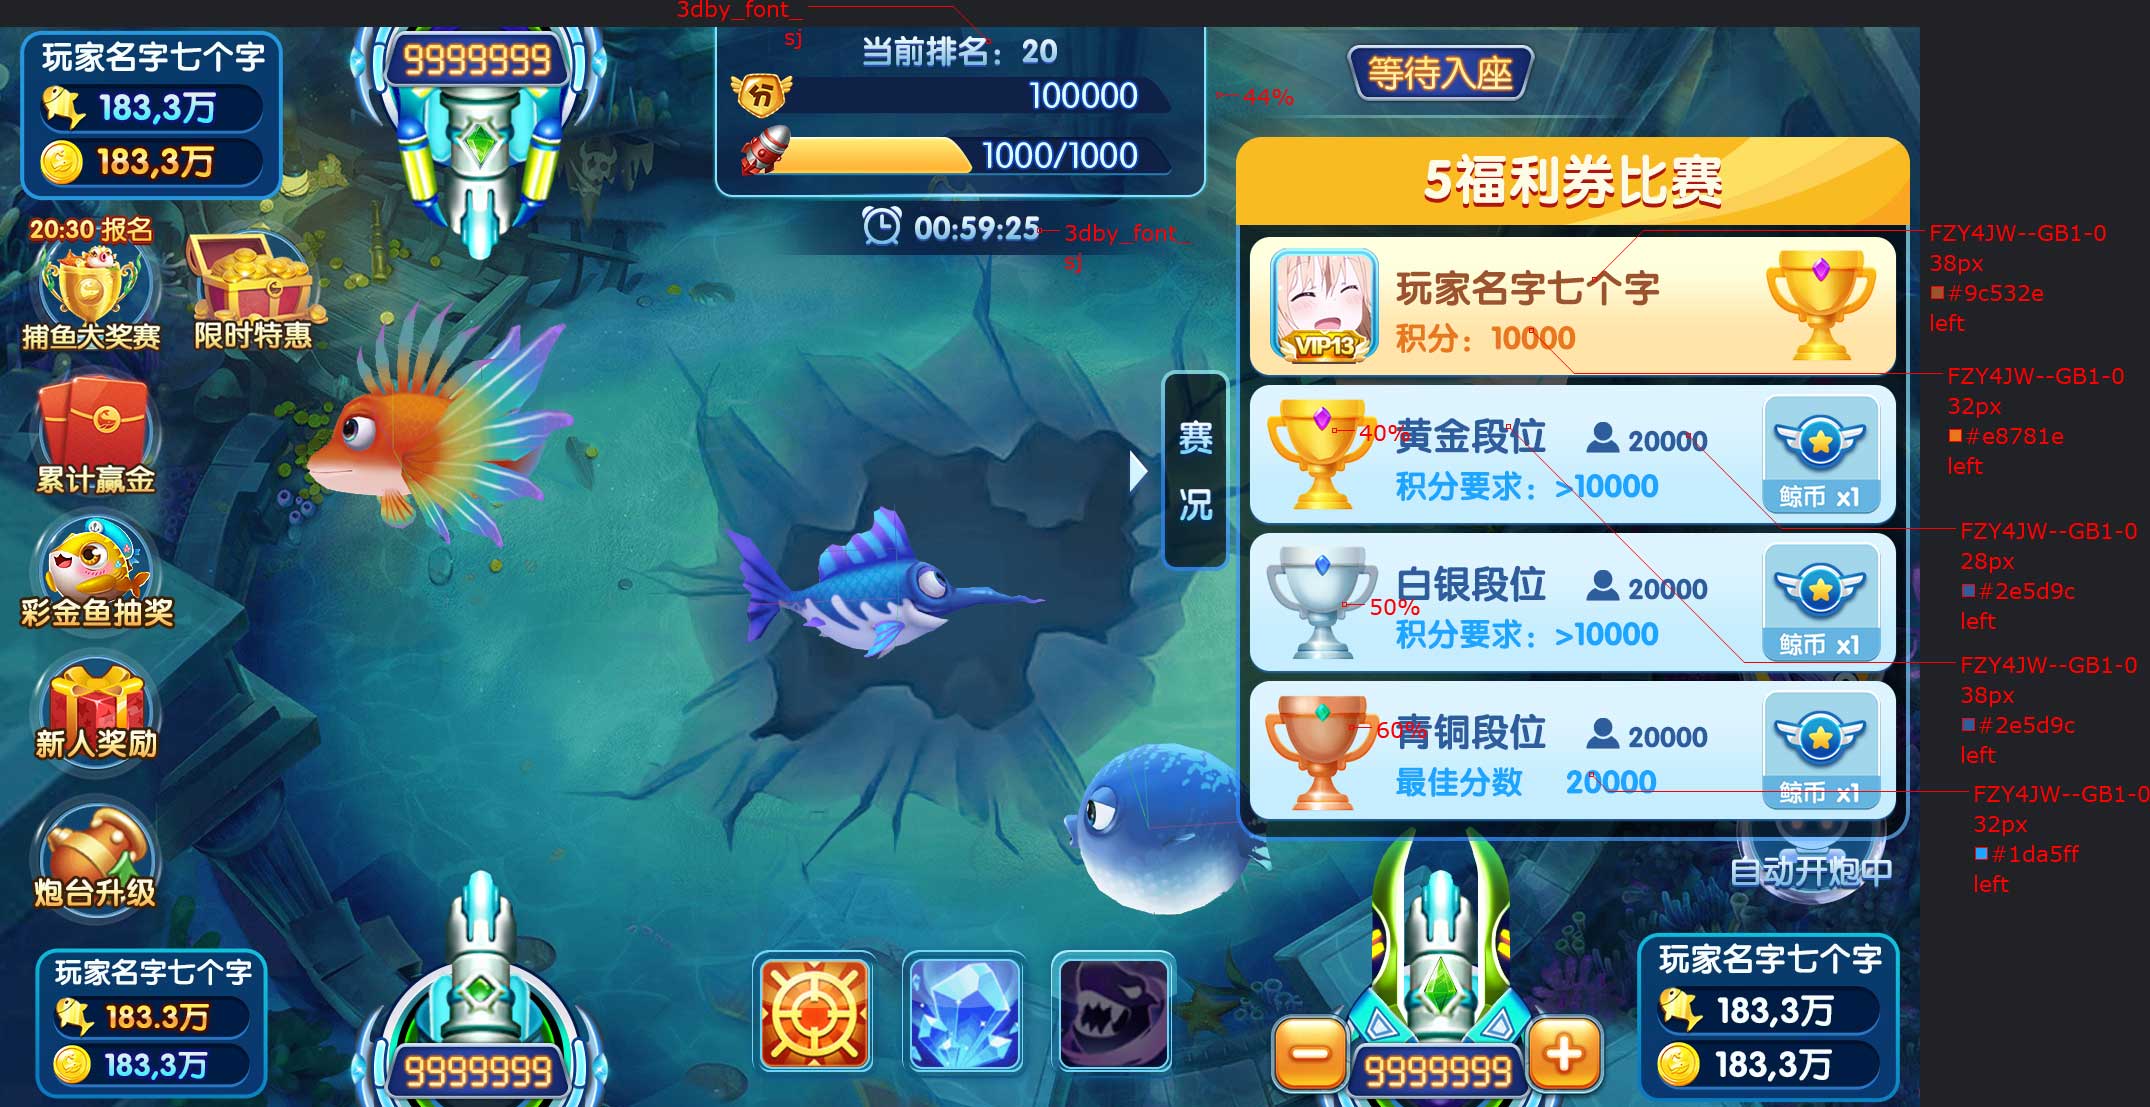 3dby_font_
sj
玩家名字七个字
183,3万
183,3万
9999999
当前排名：20
分
100000
1000/1000
44%
00:59:25
3dby_font_
sj
等待入座
5福利券比赛
玩家名字七个字
积分：10000
VIP13
黄金段位
20000
积分要求：>10000
鲸币 x1
40%
白银段位
20000
积分要求：>10000
鲸币 x1
50%
青铜段位
20000
最佳分数 20000
鲸币 x1
60%
赛
况
FZY4JW--GB1-0
38px
#9c532e
left
FZY4JW--GB1-0
32px
#e8781e
left
FZY4JW--GB1-0
28px
#2e5d9c
left
FZY4JW--GB1-0
38px
#2e5d9c
left
FZY4JW--GB1-0
32px
#1da5ff
left
20:30 报名
捕鱼大奖赛
限时特惠
累计赢金
彩金鱼抽奖
新人奖励
炮台升级
自动开炮中
玩家名字七个字
183.3万
183,3万
9999999
9999999
玩家名字七个字
183,3万
183,3万